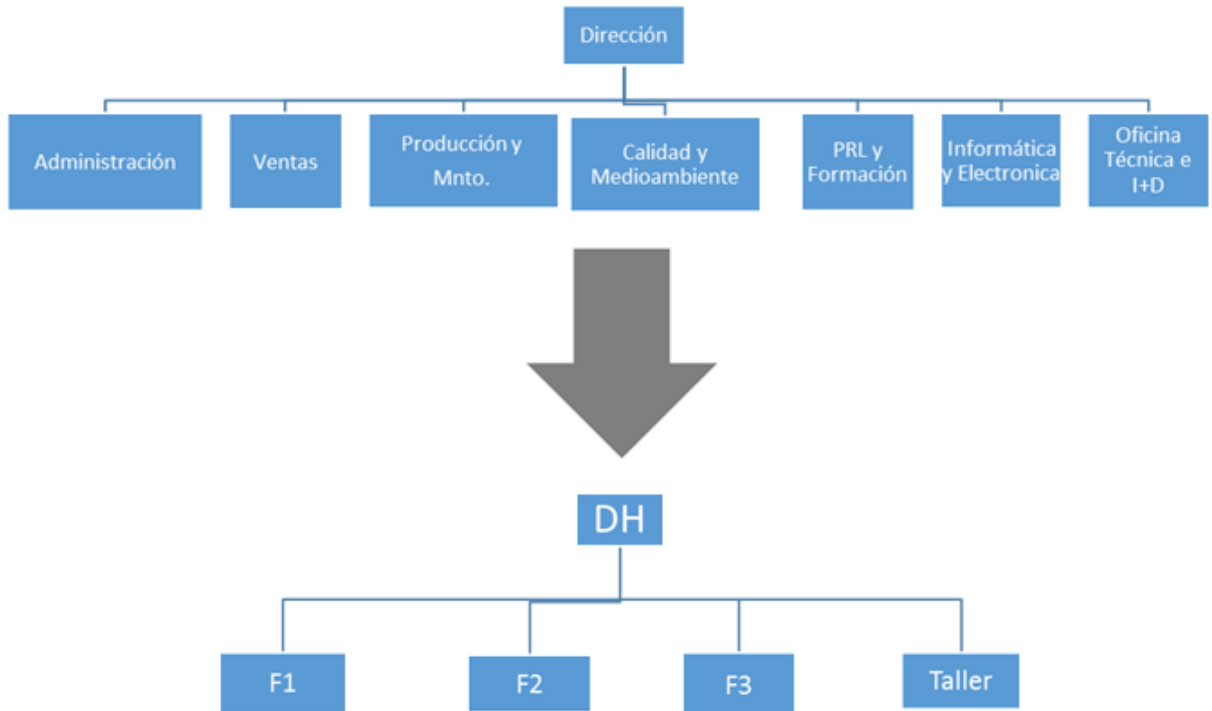 Dirección
Administración
Ventas
Producción y
Mnto.
Calidad y
Medioambiente
PRL y
Formación
Informática
y Electronica
Oficina
Técnica e
I+D
DH
F1
F2
F3
Taller